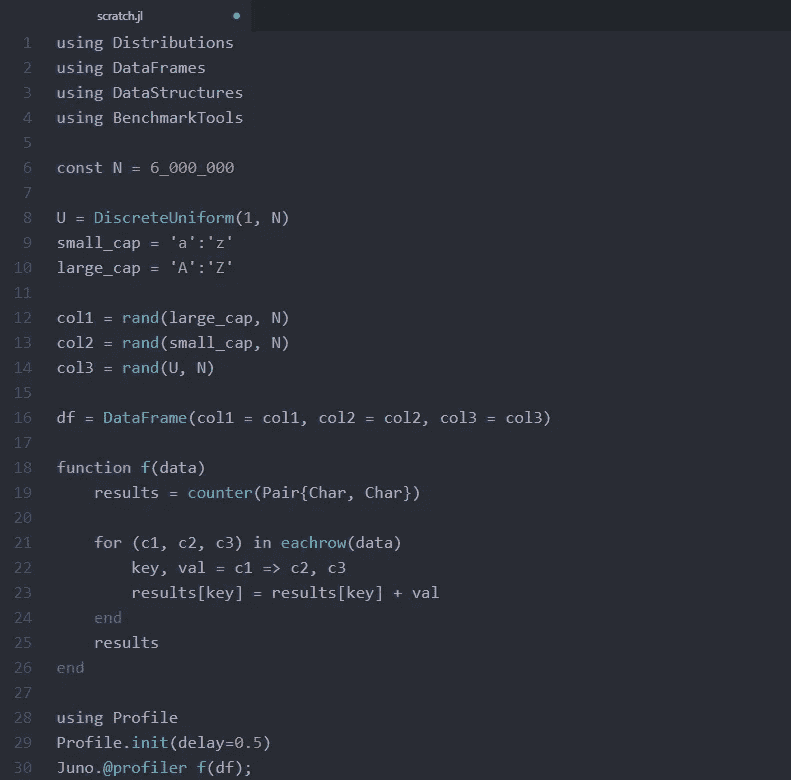 scratch.jl
1 using Distributions
2 using DataFrames
3 using DataStructures
4 using BenchmarkTools
5
6 const N = 6_000_000
7
8 U = DiscreteUniform(1, N)
9 small_cap = 'a':'z'
10 large_cap = 'A':'Z'
11
12 col1 = rand(large_cap, N)
13 col2 = rand(small_cap, N)
14 col3 = rand(U, N)
15
16 df = DataFrame(col1 = col1, col2 = col2, col3 = col3)
17
18 function f(data)
19     results = counter(Pair{Char, Char})
20
21     for (c1, c2, c3) in eachrow(data)
22         key, val = c1 => c2, c3
23         results[key] = results[key] + val
24     end
25     results
26 end
27
28 using Profile
29 Profile.init(delay=0.5)
30 Juno.@profiler f(df);